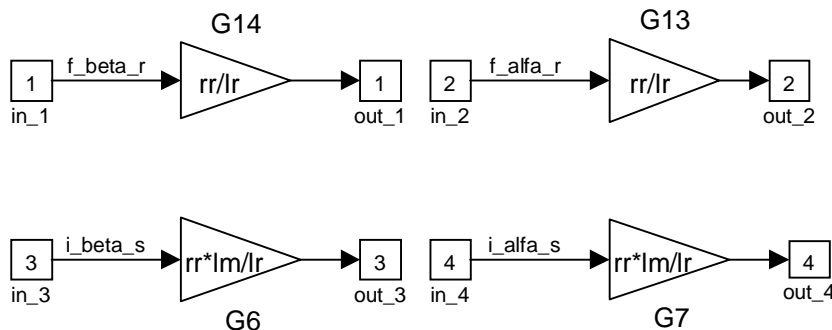 G14
G13
1
f_beta_r
rr/lr
1
2
f_alfa_r
rr/lr
2
in_1
out_1
in_2
out_2
3
i_beta_s
rr*lm/lr
3
4
i_alfa_s
rr*lm/lr
4
in_3
out_3
in_4
out_4
G6
G7